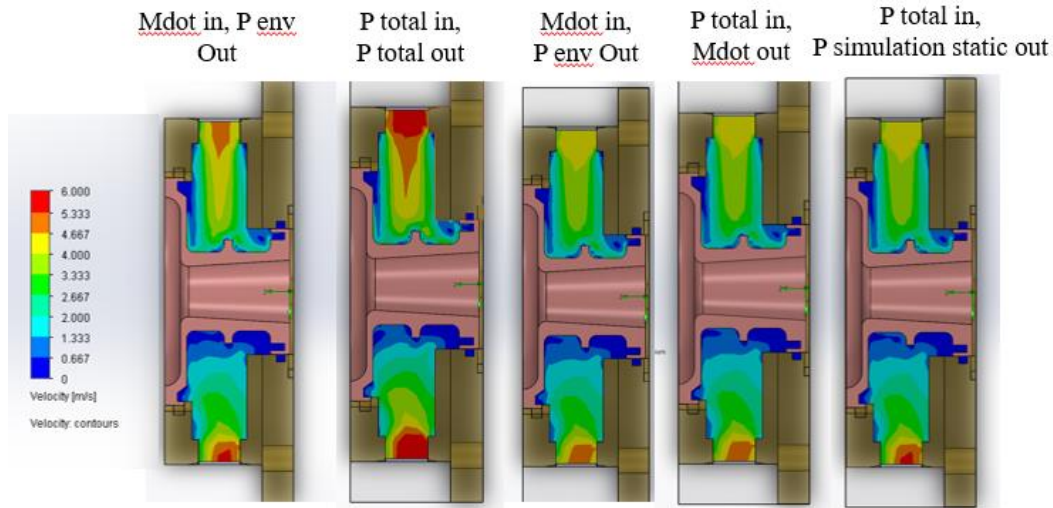 Mdot in, P env
Out
P total in,
P total out
Mdot in,
P env Out
P total in,
Mdot out
P total in,
P simulation static out
6.000
5.333
4.667
4.000
3.333
2.667
2.000
1.333
0.667
0
Velocity [m/s]
Velocity: contours